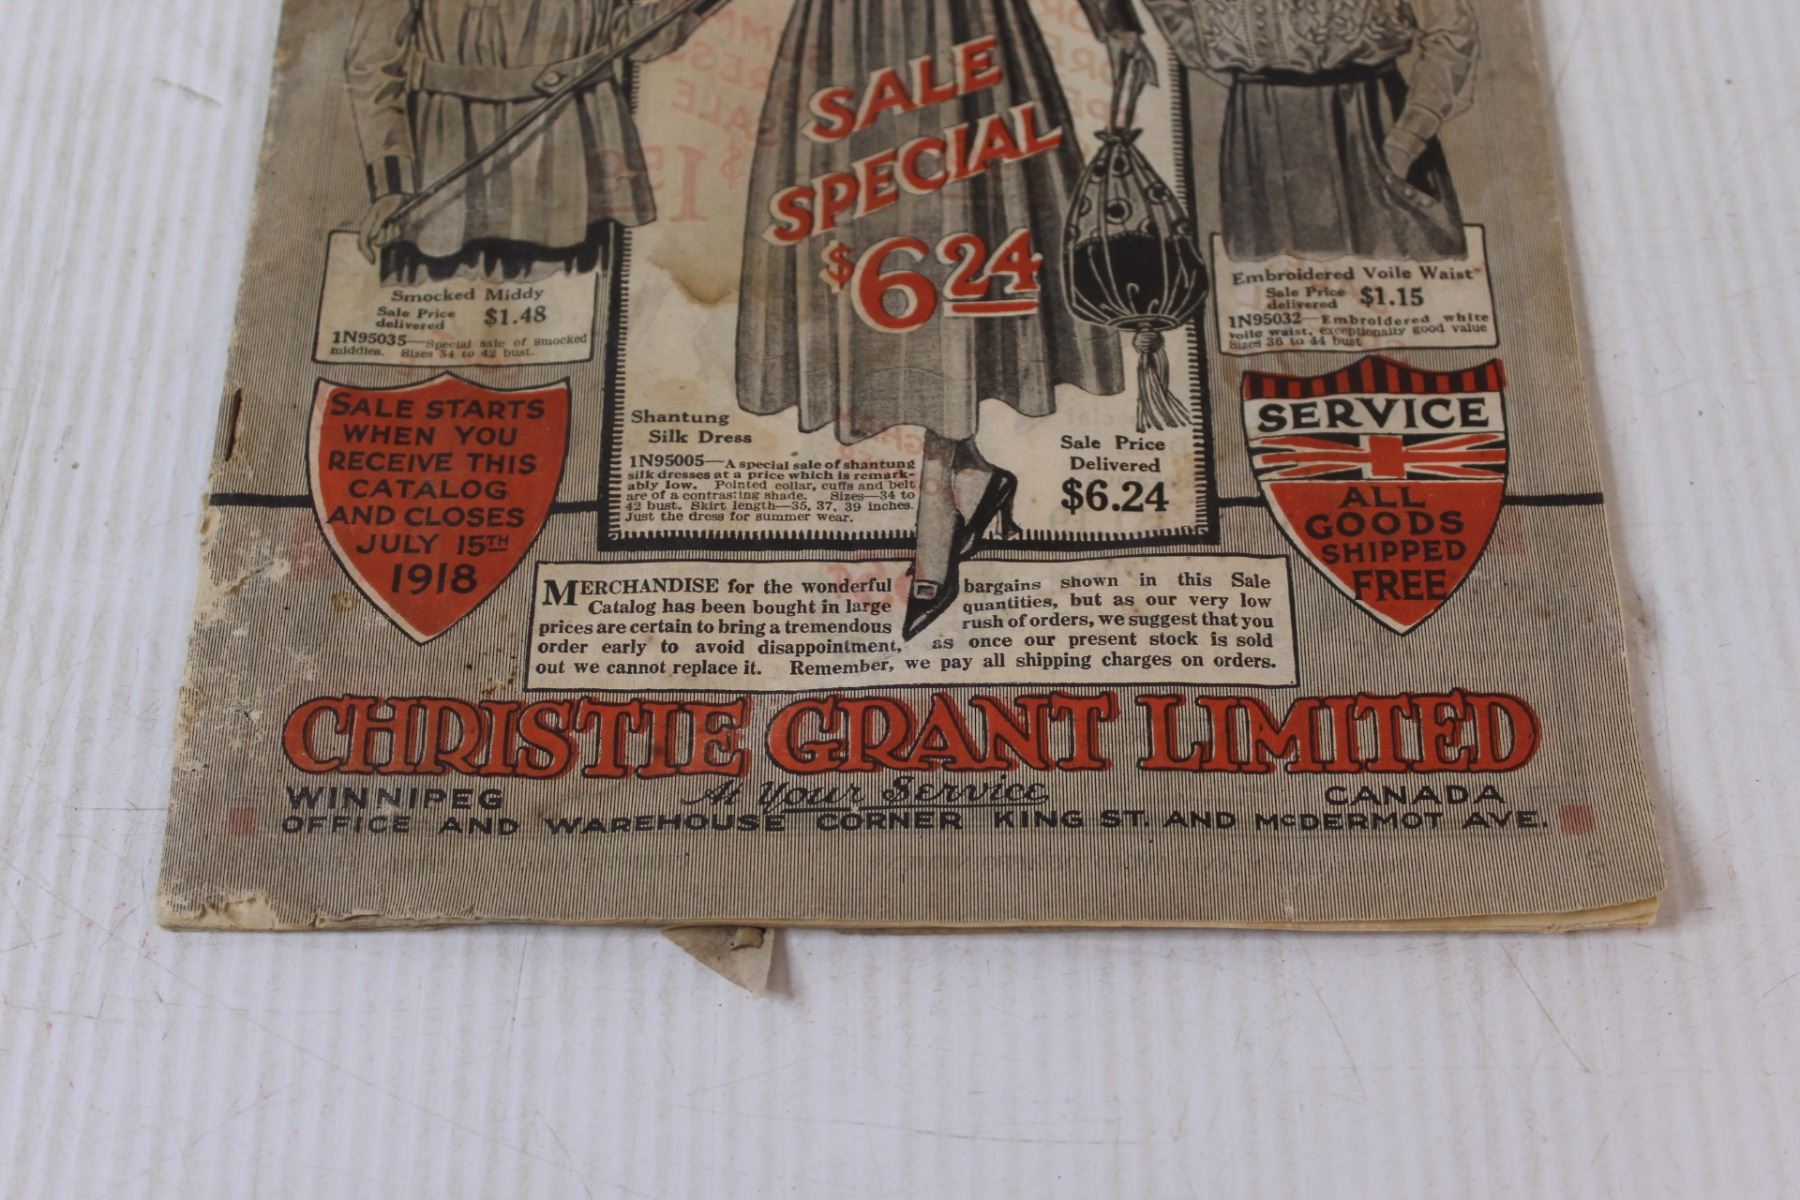 SALE
SPECIAL
$6.24
Smocked Middy
Sale Price delivered $1.48
1N95035—Special sale of smocked
middies. Sizes 34 to 42 bust.
Embroidered Voile Waist
Sale Price delivered $1.15
1N95032—Embroidered white
voile waist, exceptionally good value
Sizes 36 to 44 bust
SALE STARTS
WHEN YOU
RECEIVE THIS
CATALOG
AND CLOSES
JULY 15TH
1918
Shantung
Silk Dress
1N95005—A special sale of shantung
silk dresses at a price which is remark-
ably low. Pointed collar, cuffs and belt
are of a contrasting shade. Sizes—34 to
42 bust. Skirt length—35, 37, 39 inches.
Just the dress for summer wear.
Sale Price
Delivered
$6.24
SERVICE
ALL
GOODS
SHIPPED
FREE
MERCHANDISE for the wonderful bargains shown in this Sale
Catalog has been bought in large quantities, but as our very low
prices are certain to bring a tremendous rush of orders, we suggest that you
order early to avoid disappointment, as once our present stock is sold
out we cannot replace it. Remember, we pay all shipping charges on orders.
CHRISTIE GRANT LIMITED
WINNIPEG At Your Service CANADA
OFFICE AND WAREHOUSE CORNER KING ST. AND McDERMOT AVE.